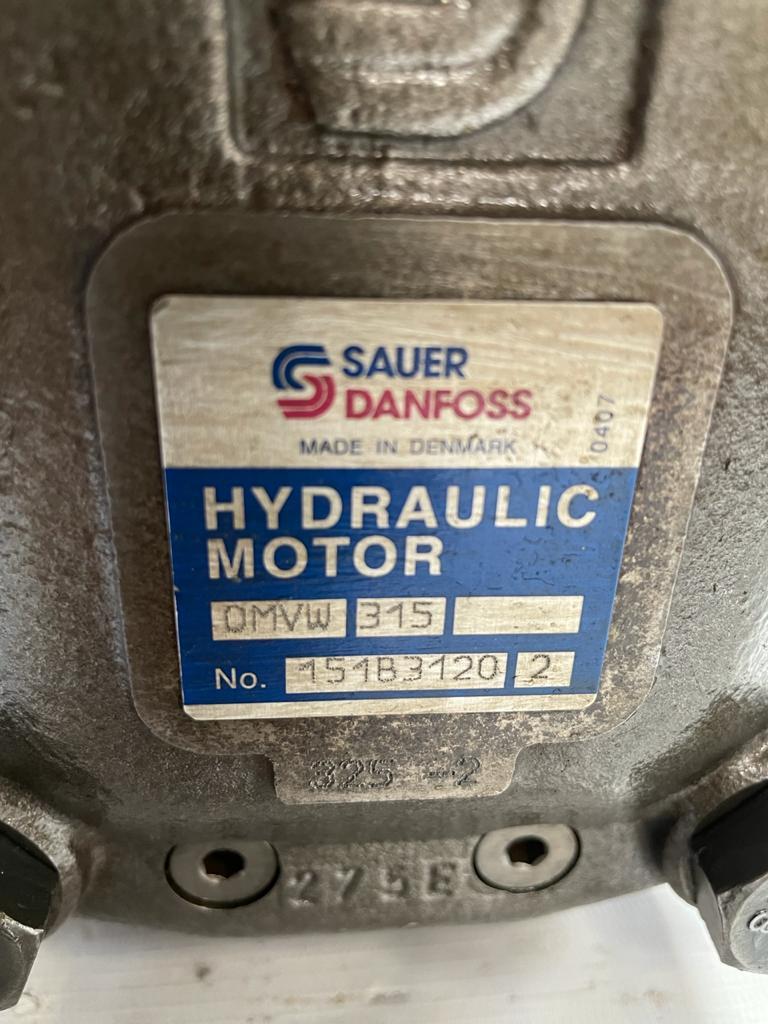 SAUER
DANFOSS
MADE IN DENMARK
0407
HYDRAULIC
MOTOR
OMVW 315
No. 151B3120 2
325 -2
275E